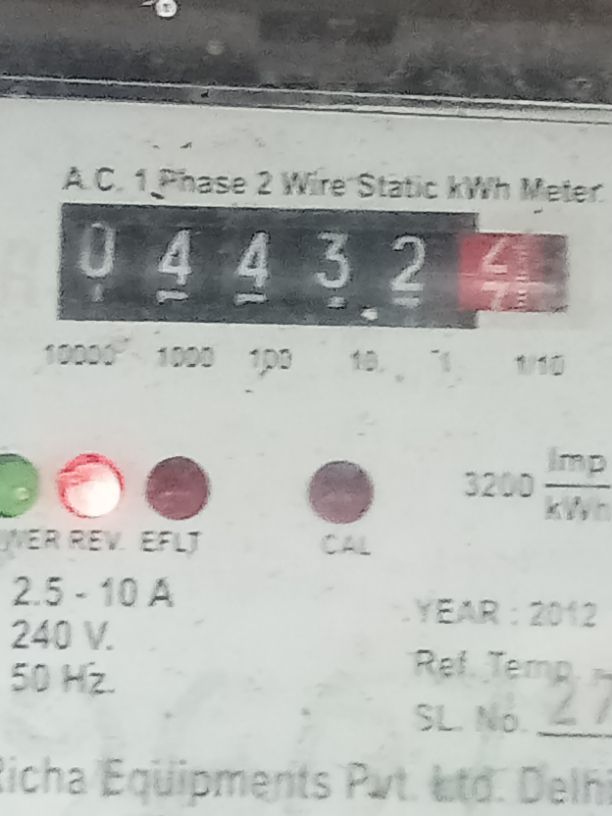 A.C. 1 Phase 2 Wire Static kWh Meter
0 4 4 3 2
10000 1000 100 10 1 1/10
3200 Imp
kWh
REV. EFLT CAL
2.5 - 10 A
240 V.
50 Hz.
YEAR : 2012
Ref. Temp.
SL. No. 27
Richa Equipments Pvt. Ltd. Delhi